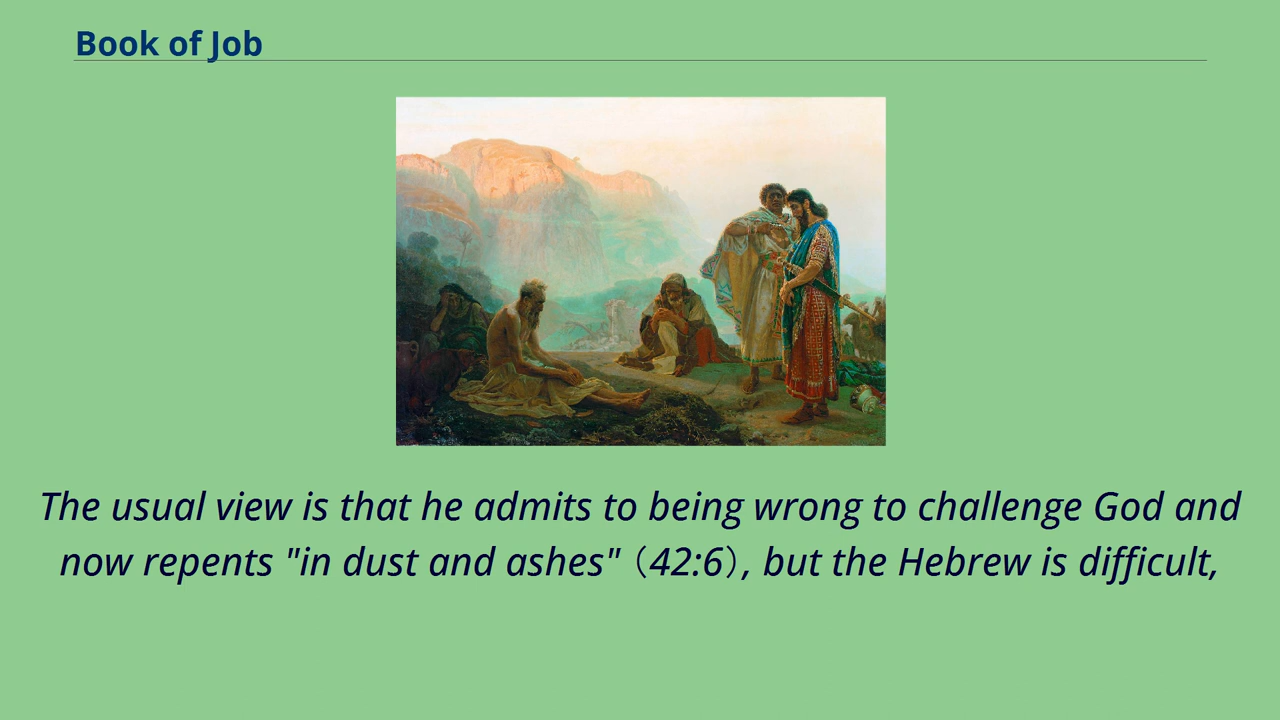 Book of Job
The usual view is that he admits to being wrong to challenge God and
now repents "in dust and ashes"（42:6）, but the Hebrew is difficult,